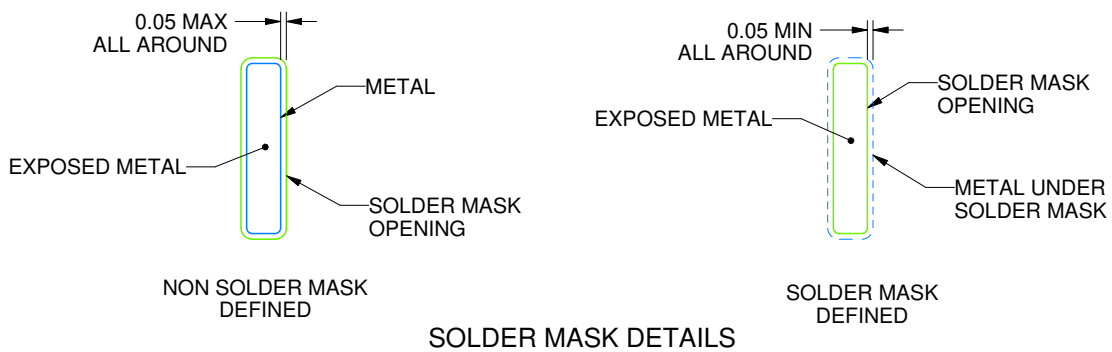 0.05 MAX
ALL AROUND
METAL
EXPOSED METAL
SOLDER MASK
OPENING
NON SOLDER MASK
DEFINED
0.05 MIN
ALL AROUND
SOLDER MASK
OPENING
EXPOSED METAL
METAL UNDER
SOLDER MASK
SOLDER MASK
DEFINED
SOLDER MASK DETAILS